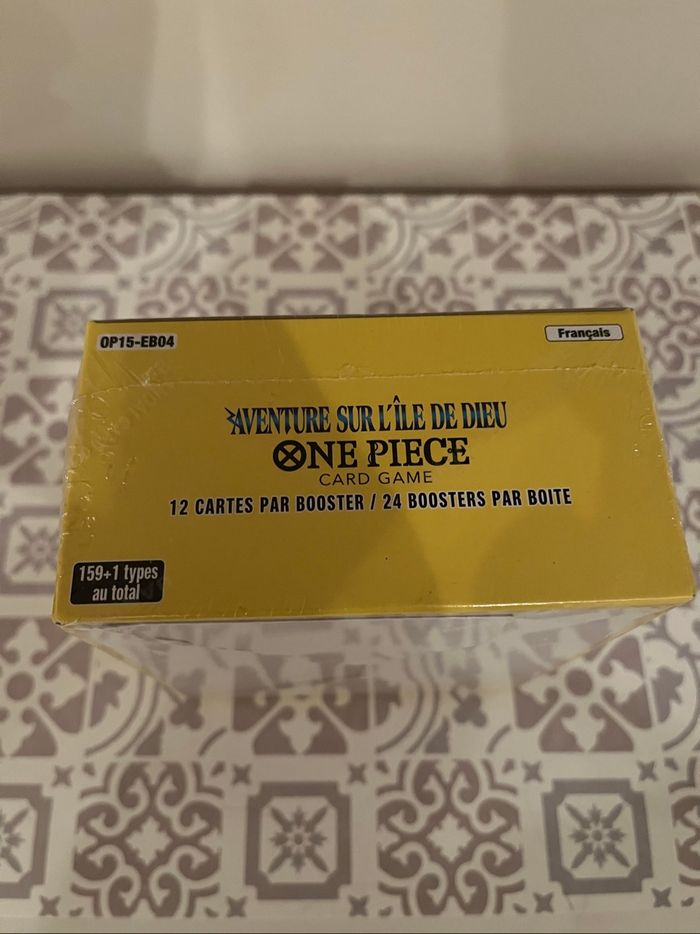 OP15-EB04
Français
AVENTURE SUR L'ÎLE DE DIEU
ONE PIECE
CARD GAME
12 CARTES PAR BOOSTER / 24 BOOSTERS PAR BOITE
159+1 types
au total